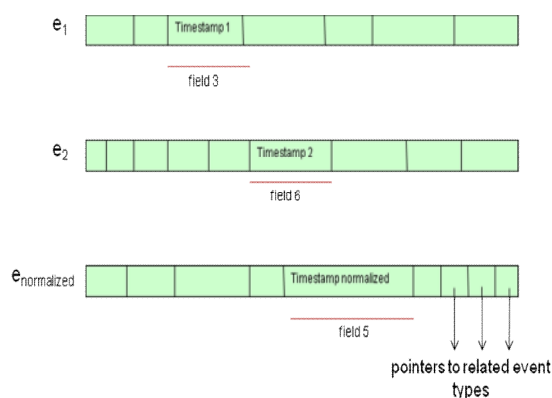 e1
Timestamp 1
field 3
e2
Timestamp 2
field 6
enormalized
Timestamp normalized
field 5
pointers to related event
types